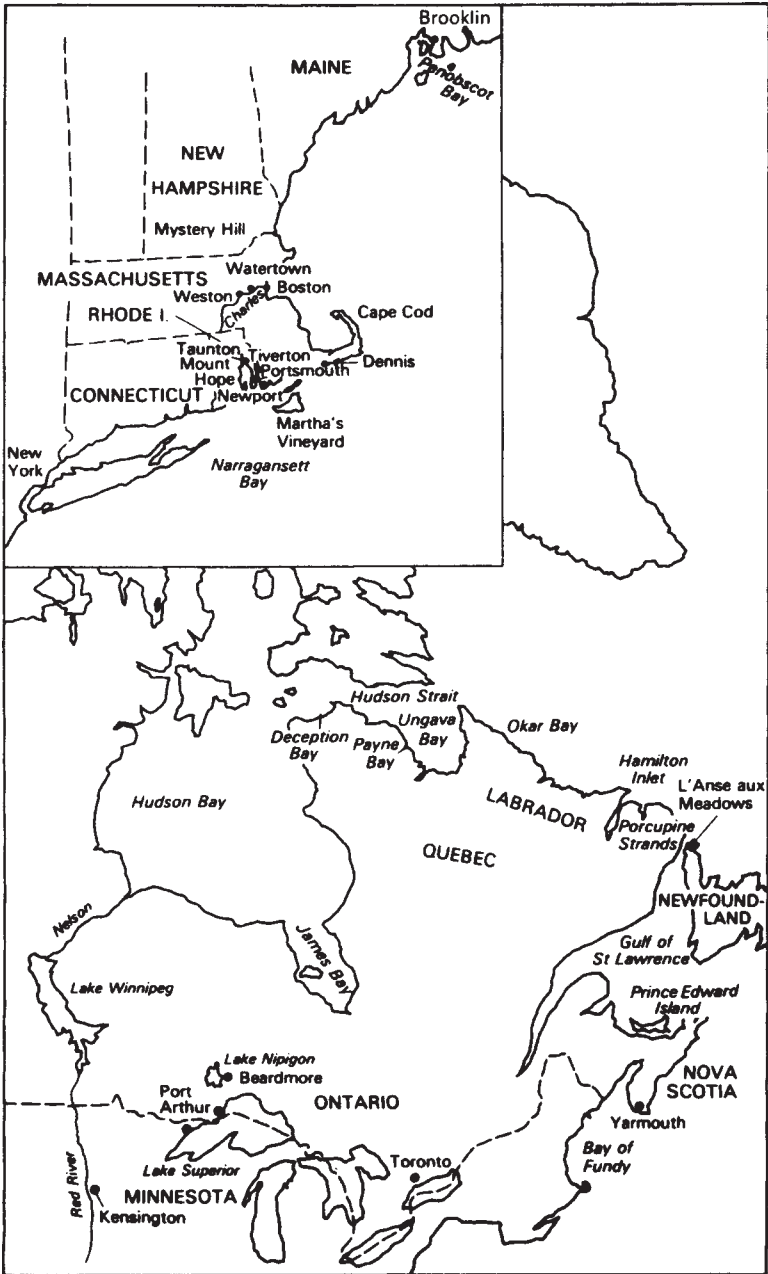 Brooklin
MAINE
Penobscot
Bay
NEW
HAMPSHIRE
Mystery Hill
MASSACHUSETTS
Watertown
Weston
Boston
Charles
RHODE I.
Cape Cod
Taunton
Tiverton
Mount
Hope
Portsmouth
Dennis
CONNECTICUT
Newport
Martha's
Vineyard
New
York
Narragansett
Bay
Hudson Strait
Ungava
Bay
Okar Bay
Deception
Bay
Payne
Bay
Hamilton
Inlet
L'Anse aux
Meadows
Hudson Bay
LABRADOR
Porcupine
Strands
QUEBEC
NEWFOUND-
LAND
Nelson
James Bay
Gulf of
St Lawrence
Lake Winnipeg
Prince Edward
Island
Lake Nipigon
Beardmore
NOVA
SCOTIA
Port
Arthur
ONTARIO
Yarmouth
Lake Superior
Toronto
Bay of
Fundy
Red River
MINNESOTA
Kensington